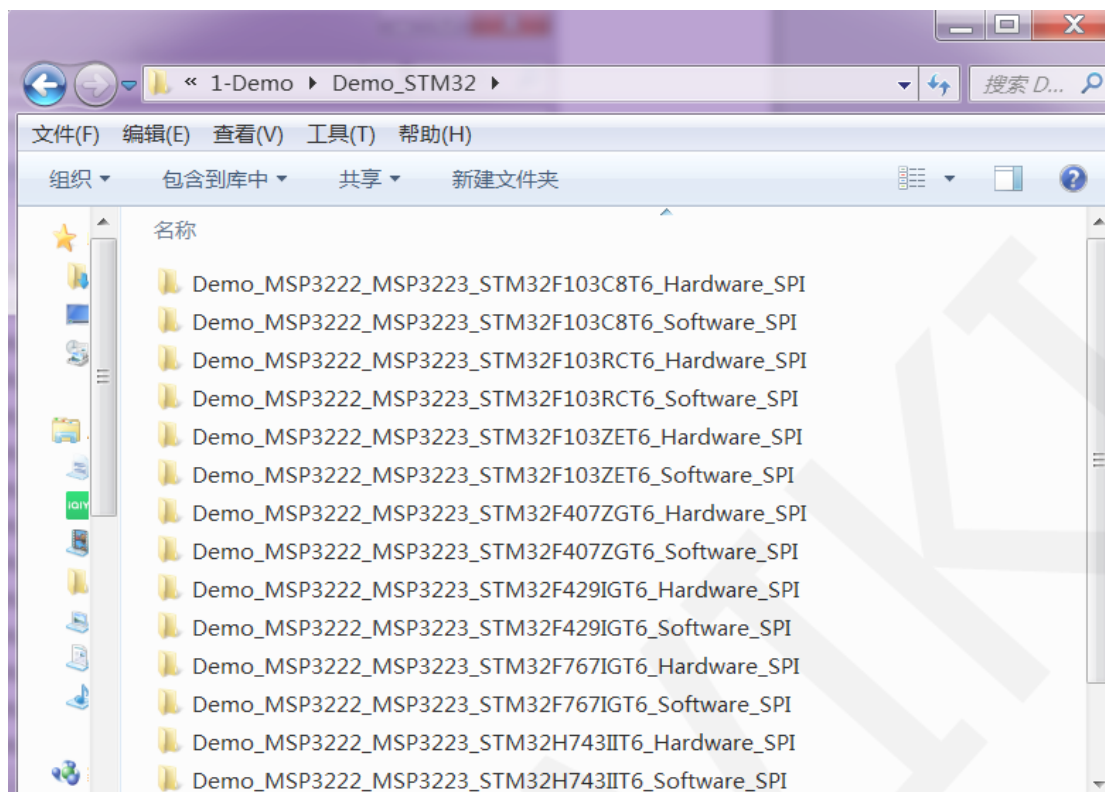 « 1-Demo ▸ Demo_STM32 ▸ 搜索 D...
文件(F) 编辑(E) 查看(V) 工具(T) 帮助(H)
组织 包含到库中 共享 新建文件夹
名称
Demo_MSP3222_MSP3223_STM32F103C8T6_Hardware_SPI
Demo_MSP3222_MSP3223_STM32F103C8T6_Software_SPI
Demo_MSP3222_MSP3223_STM32F103RCT6_Hardware_SPI
Demo_MSP3222_MSP3223_STM32F103RCT6_Software_SPI
Demo_MSP3222_MSP3223_STM32F103ZET6_Hardware_SPI
Demo_MSP3222_MSP3223_STM32F103ZET6_Software_SPI
Demo_MSP3222_MSP3223_STM32F407ZGT6_Hardware_SPI
Demo_MSP3222_MSP3223_STM32F407ZGT6_Software_SPI
Demo_MSP3222_MSP3223_STM32F429IGT6_Hardware_SPI
Demo_MSP3222_MSP3223_STM32F429IGT6_Software_SPI
Demo_MSP3222_MSP3223_STM32F767IGT6_Hardware_SPI
Demo_MSP3222_MSP3223_STM32F767IGT6_Software_SPI
Demo_MSP3222_MSP3223_STM32H743IIT6_Hardware_SPI
Demo_MSP3222_MSP3223_STM32H743IIT6_Software_SPI